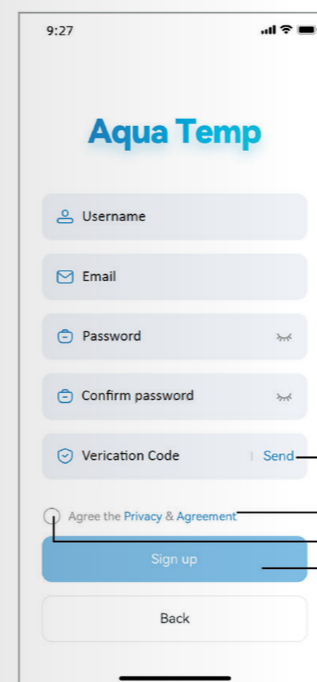 9:27
Aqua Temp
Username
Email
Password
Confirm password
Verication Code Send
Agree the Privacy & Agreement
Sign up
Back